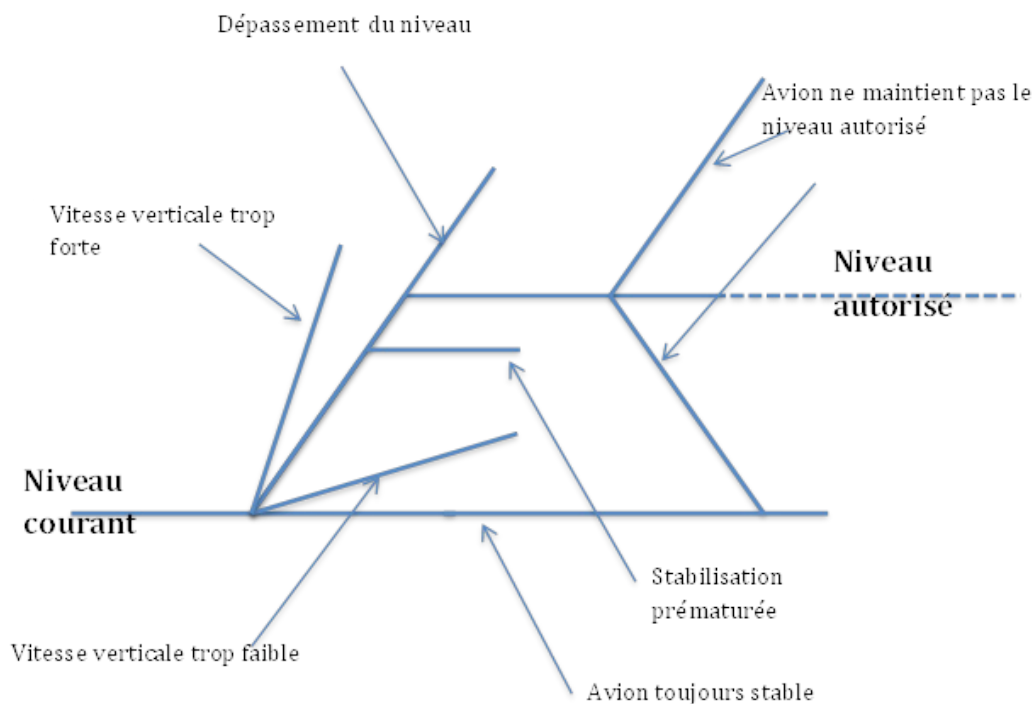 Dépassement du niveau
Avion ne maintient pas le
niveau autorisé
Vitesse verticale trop
forte
Niveau
autorisé
Niveau
courant
Stabilisation
prématurée
Vitesse verticale trop faible
Avion toujours stable